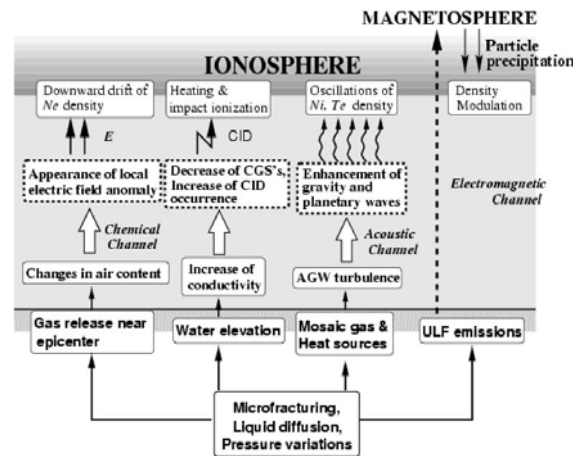 MAGNETOSPHERE
Particle
precipitation
IONOSPHERE
Downward drift of
Ne density
Heating &
impact ionization
Oscillations of
Ni. Te density
Density
Modulation
E
CID
Appearance of local
electric field anomaly
Decrease of CGS's,
Increase of CID
occurrence
Enhancement of
gravity and
planetary waves
Electromagnetic
Channel
Chemical
Channel
Acoustic
Channel
Changes in air content
Increase of
conductivity
AGW turbulence
Gas release near
epicenter
Water elevation
Mosaic gas &
Heat sources
ULF emissions
Microfracturing,
Liquid diffusion,
Pressure variations